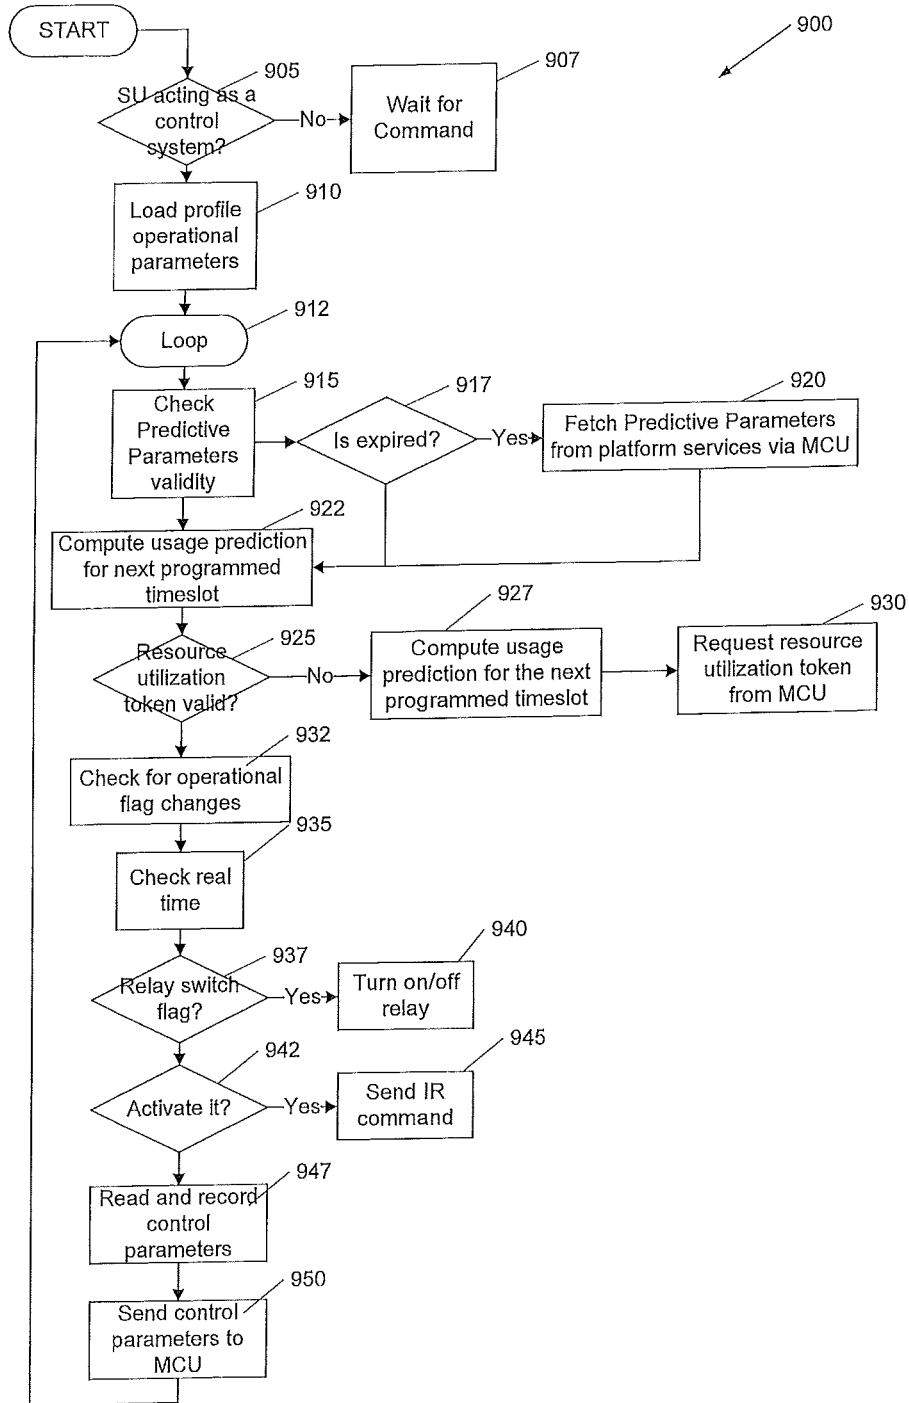 START
900
905
SU acting as a
control
system?
No
907
Wait for
Command
910
Load profile
operational
parameters
912
Loop
915
Check
Predictive
Parameters
validity
917
Is expired?
Yes
920
Fetch Predictive Parameters
from platform services via MCU
922
Compute usage prediction
for next programmed
timeslot
925
Resource
utilization
token valid?
No
927
Compute usage
prediction for the next
programmed timeslot
930
Request resource
utilization token
from MCU
932
Check for operational
flag changes
935
Check real
time
937
Relay switch
flag?
Yes
940
Turn on/off
relay
942
Activate it?
Yes
945
Send IR
command
947
Read and record
control
parameters
950
Send control
parameters to
MCU